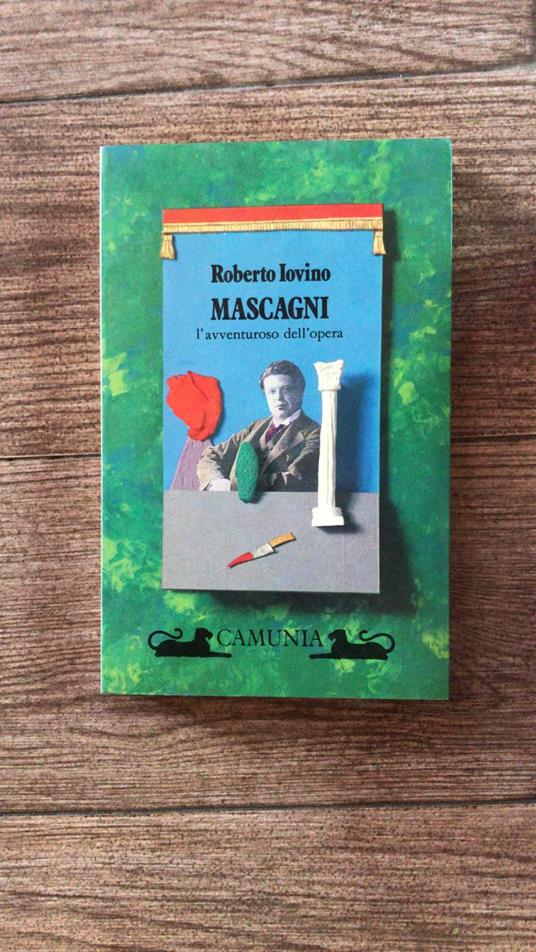 Roberto Iovino
MASCAGNI
l'avventuroso dell'opera
CAMUNIA